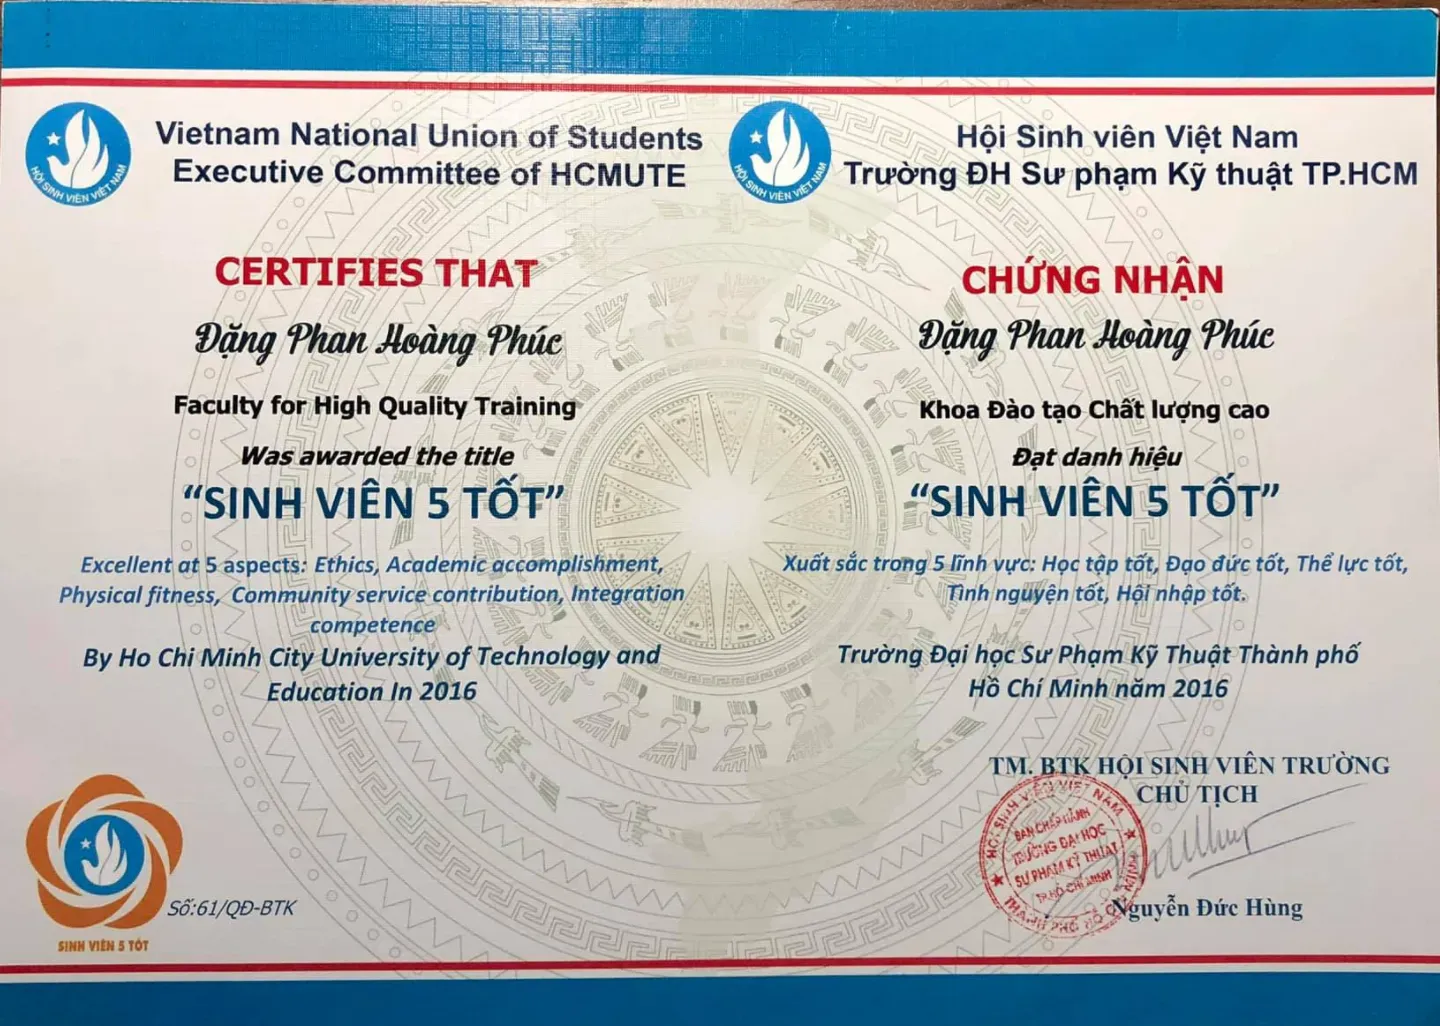 Vietnam National Union of Students
Executive Committee of HCMUTE
HỘI SINH VIÊN VIỆT NAM
CERTIFIES THAT
Đặng Phan Hoàng Phúc
Faculty for High Quality Training
Was awarded the title
“SINH VIÊN 5 TỐT”
Excellent at 5 aspects: Ethics, Academic accomplishment,
Physical fitness, Community service contribution, Integration
competence
By Ho Chi Minh City University of Technology and
Education In 2016
SINH VIÊN 5 TỐT
Số:61/QĐ-BTK
HỘI SINH VIÊN VIỆT NAM
Hội Sinh viên Việt Nam
Trường ĐH Sư phạm Kỹ thuật TP.HCM
CHỨNG NHẬN
Đặng Phan Hoàng Phúc
Khoa Đào tạo Chất lượng cao
Đạt danh hiệu
“SINH VIÊN 5 TỐT”
Xuất sắc trong 5 lĩnh vực: Học tập tốt, Đạo đức tốt, Thể lực tốt,
Tình nguyện tốt, Hội nhập tốt.
Trường Đại học Sư Phạm Kỹ Thuật Thành phố
Hồ Chí Minh năm 2016
TM. BTK HỘI SINH VIÊN TRƯỜNG
CHỦ TỊCH
HỘI SINH VIÊN VIỆT NAM
BAN CHẤP HÀNH
TRƯỜNG ĐẠI HỌC
SƯ PHẠM KỸ THUẬT
TP.HỒ CHÍ MINH
THÀNH PHỐ HỒ
Nguyễn Đức Hùng